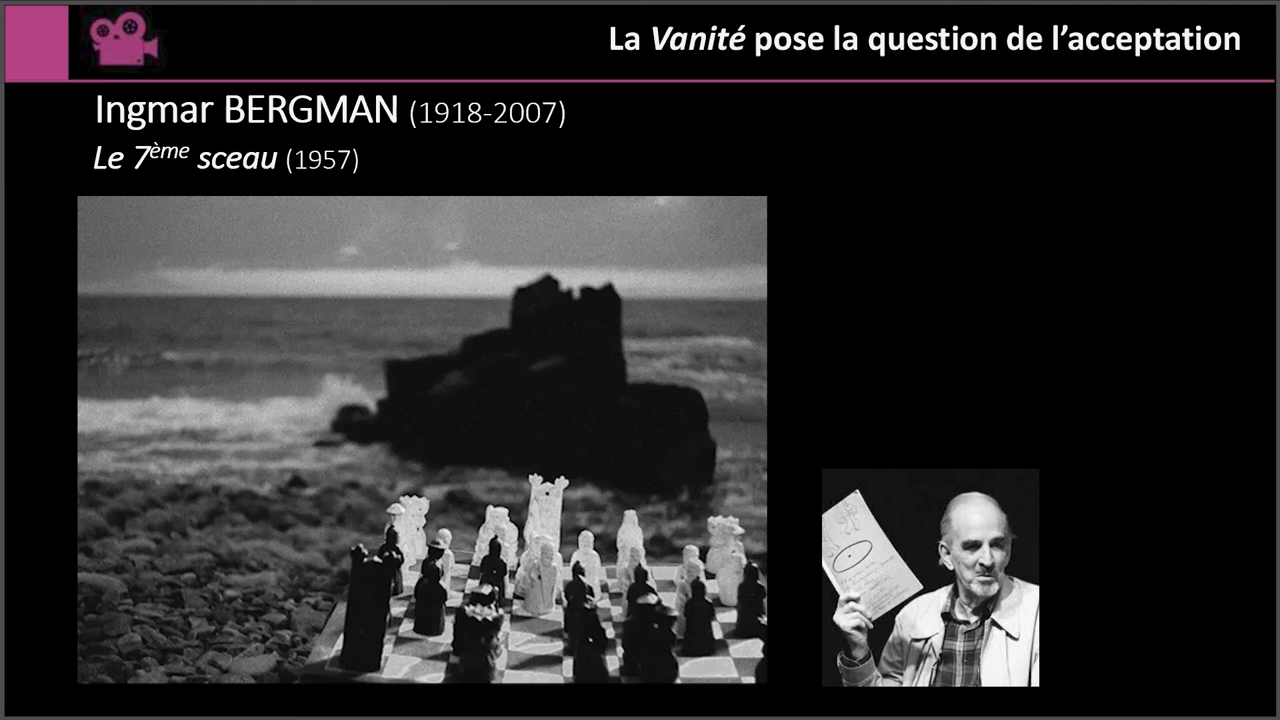 La Vanité pose la question de l’acceptation
Ingmar BERGMAN (1918-2007)
Le 7ème sceau (1957)